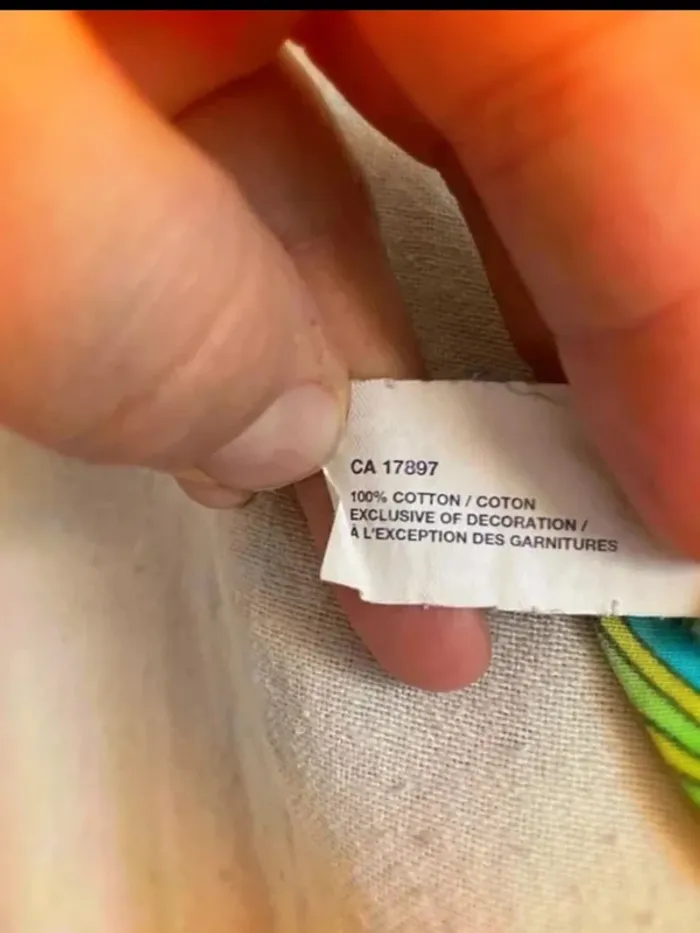 CA 17897
100% COTTON / COTON
EXCLUSIVE OF DECORATION /
À L'EXCEPTION DES GARNITURES